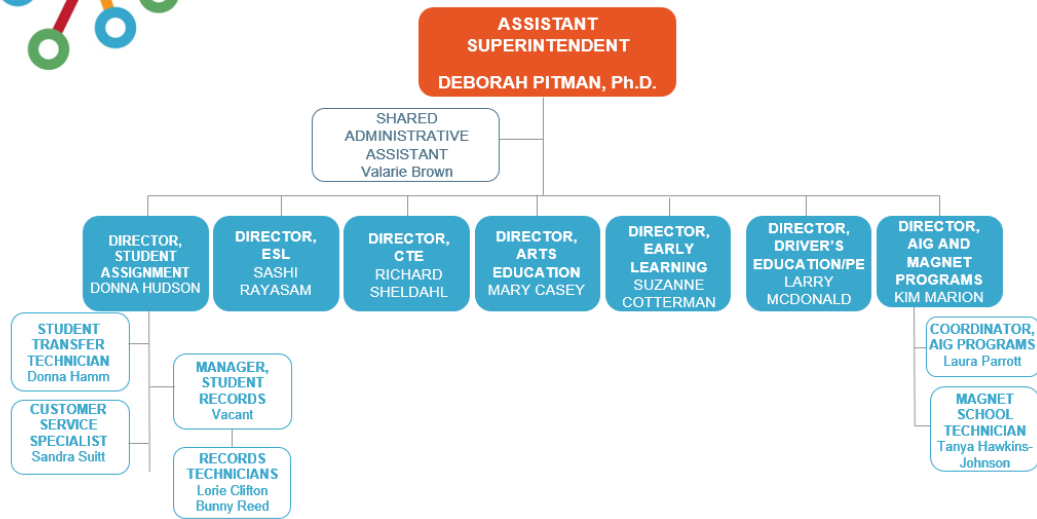 ASSISTANT
SUPERINTENDENT
DEBORAH PITMAN, Ph.D.
SHARED
ADMINISTRATIVE
ASSISTANT
Valarie Brown
DIRECTOR,
STUDENT
ASSIGNMENT
DONNA HUDSON
DIRECTOR,
ESL
SASHI
RAYASAM
DIRECTOR,
CTE
RICHARD
SHELDAHL
DIRECTOR,
ARTS
EDUCATION
MARY CASEY
DIRECTOR,
EARLY
LEARNING
SUZANNE
COTTERMAN
DIRECTOR,
DRIVER'S
EDUCATION/PE
LARRY
MCDONALD
DIRECTOR,
AIG AND
MAGNET
PROGRAMS
KIM MARION
STUDENT
TRANSFER
TECHNICIAN
Donna Hamm
CUSTOMER
SERVICE
SPECIALIST
Sandra Suitt
MANAGER,
STUDENT
RECORDS
Vacant
RECORDS
TECHNICIANS
Lorie Clifton
Bunny Reed
COORDINATOR,
AIG PROGRAMS
Laura Parrott
MAGNET
SCHOOL
TECHNICIAN
Tanya Hawkins-
Johnson